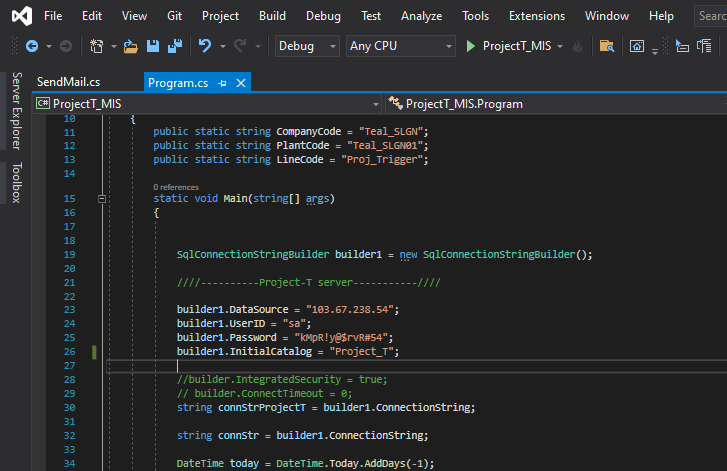 File Edit View Git Project Build Debug Test Analyze Tools Extensions Window Help Sear
Debug Any CPU ProjectT_MIS
Server Explorer
Toolbox
SendMail.cs Program.cs
C# ProjectT_MIS ProjectT_MIS.Program
10 {
11 public static string CompanyCode = "Teal_SLGN";
12 public static string PlantCode = "Teal_SLGN01";
13 public static string LineCode = "Proj_Trigger";
14
0 references
15 static void Main(string[] args)
16 {
17
18
19 SqlConnectionStringBuilder builder1 = new SqlConnectionStringBuilder();
20
21 ////----------Project-T server-----------////
22
23 builder1.DataSource = "103.67.238.54";
24 builder1.UserID = "sa";
25 builder1.Password = "kMpR!y@$rvR#54";
26 builder1.InitialCatalog = "Project_T";
27
28 //builder.IntegratedSecurity = true;
29 // builder.ConnectTimeout = 0;
30 string connStrProjectT = builder1.ConnectionString;
31
32 string connStr = builder1.ConnectionString;
33
34 DateTime today = DateTime.Today.AddDays(-1);